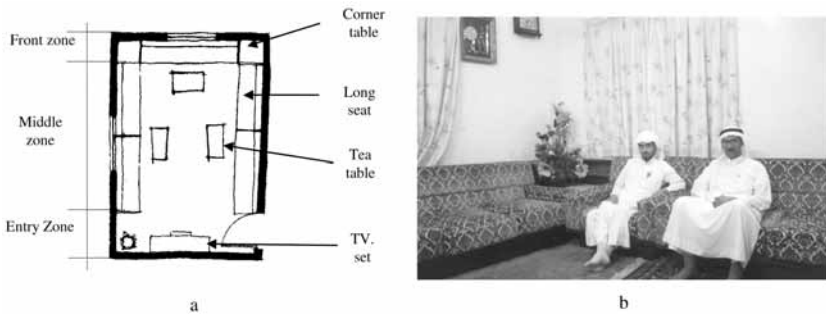 Front zone
Middle
zone
Entry Zone
Corner
table
Long
seat
Tea
table
TV.
set
a
b